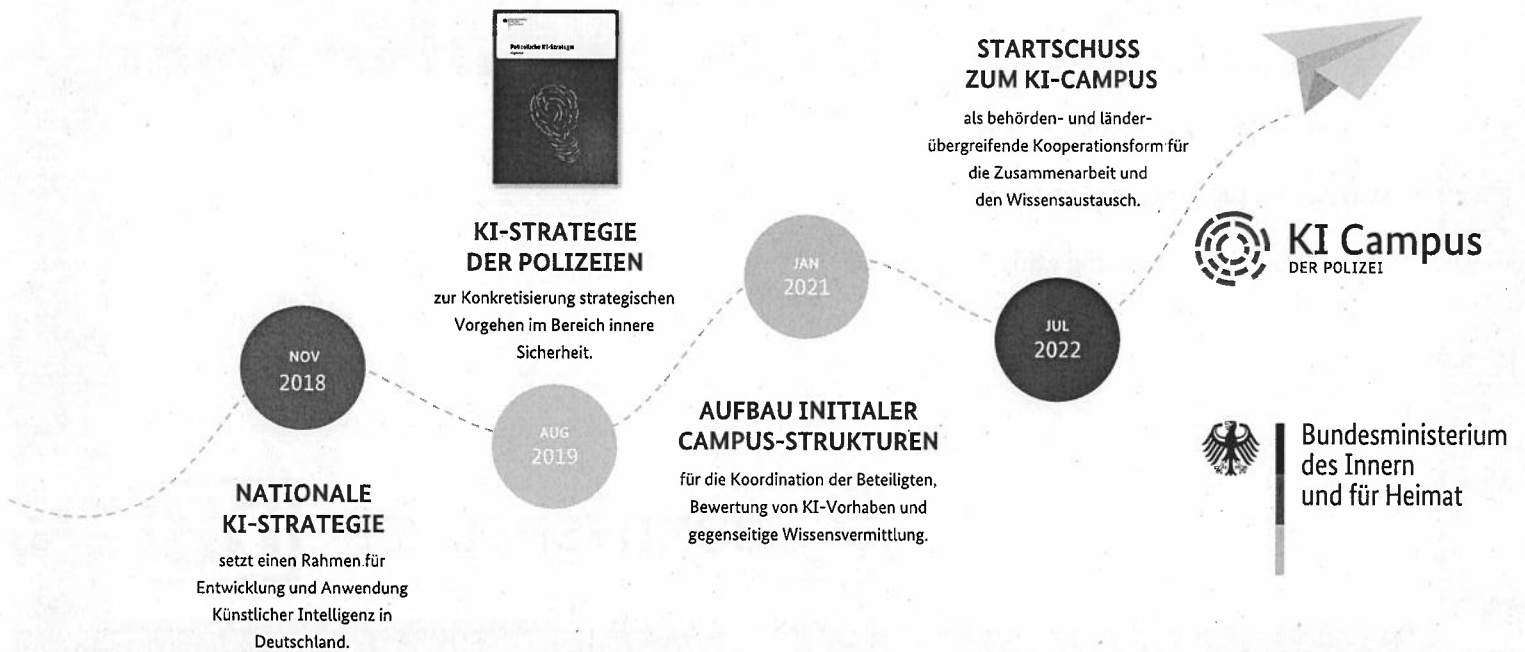 Polizeiliche KI-Strategie
KI-STRATEGIE
DER POLIZEIEN
zur Konkretisierung strategischen
Vorgehen im Bereich innere
Sicherheit.
STARTSCHUSS
ZUM KI-CAMPUS
als behörden- und länder-
übergreifende Kooperationsform für
die Zusammenarbeit und
den Wissensaustausch.
KI Campus
DER POLIZEI
NOV
2018
AUG
2019
JAN
2021
JUL
2022
NATIONALE
KI-STRATEGIE
setzt einen Rahmen für
Entwicklung und Anwendung
Künstlicher Intelligenz in
Deutschland.
AUFBAU INITIALER
CAMPUS-STRUKTUREN
für die Koordination der Beteiligten,
Bewertung von KI-Vorhaben und
gegenseitige Wissensvermittlung.
Bundesministerium
des Innern
und für Heimat